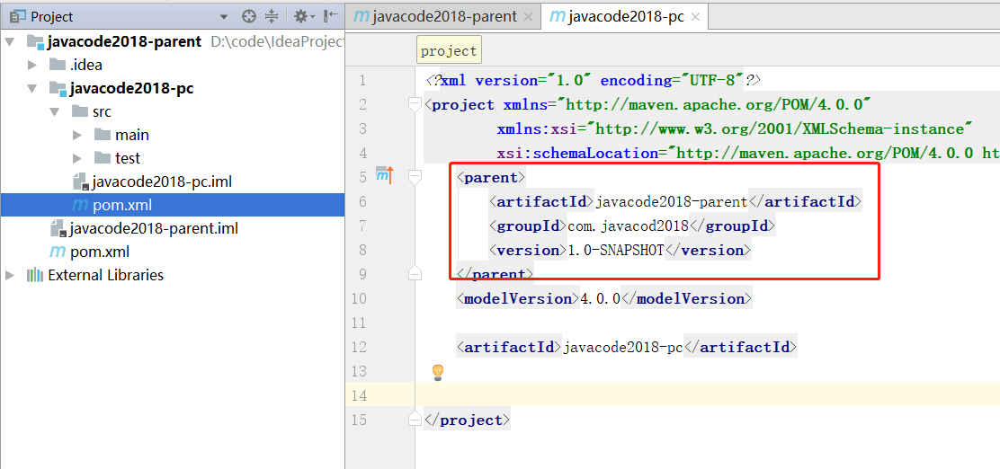 Project
javacode2018-parent D:\code\IdeaProjec
.idea
javacode2018-pc
src
main
test
javacode2018-pc.iml
pom.xml
javacode2018-parent.iml
pom.xml
External Libraries
javacode2018-parent
javacode2018-pc
project
1 <?xml version="1.0" encoding="UTF-8"?>
2 <project xmlns="http://maven.apache.org/POM/4.0.0"
3 xmlns:xsi="http://www.w3.org/2001/XMLSchema-instance"
4 xsi:schemaLocation="http://maven.apache.org/POM/4.0.0 ht
5 <parent>
6 <artifactId>javacode2018-parent</artifactId>
7 <groupId>com.javacod2018</groupId>
8 <version>1.0-SNAPSHOT</version>
9 </parent>
10 <modelVersion>4.0.0</modelVersion>
11
12 <artifactId>javacode2018-pc</artifactId>
13
14
15 </project>